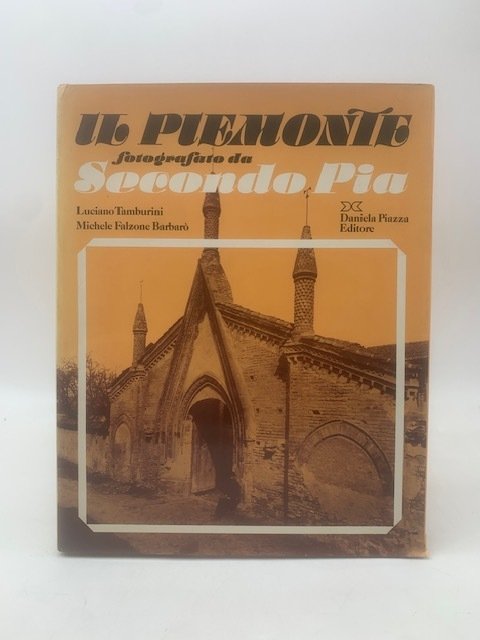 IL PIEMONTE
fotografato da
Secondo Pia
Luciano Tamburini
Michele Falzone Barbarò
Daniela Piazza
Editore